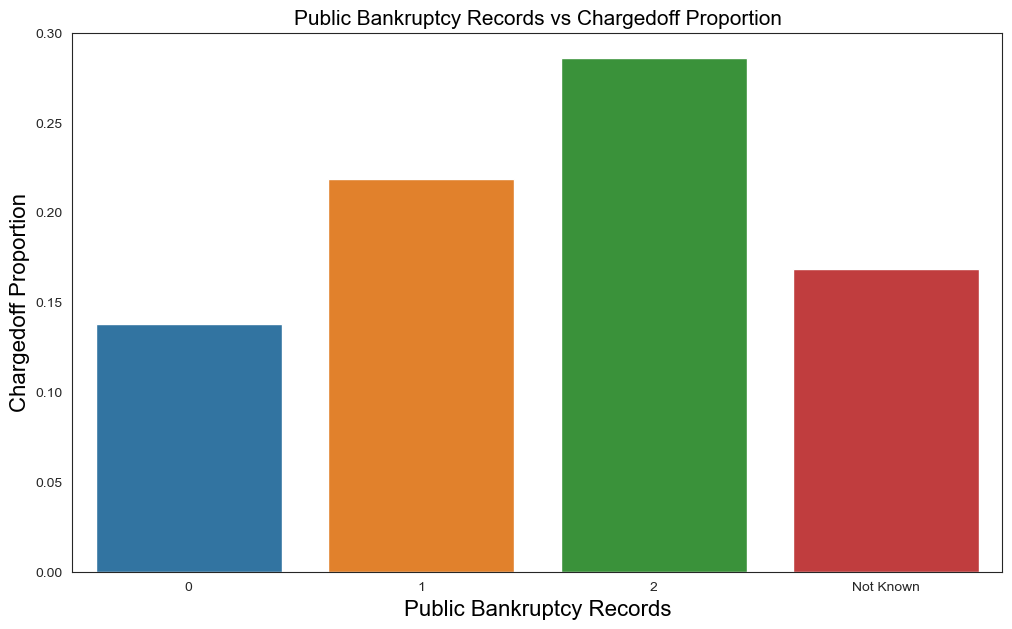 Public Bankruptcy Records vs Chargedoff Proportion
0.30
0.25
0.20
0.15
0.10
0.05
0.00
Chargedoff Proportion
0 1 2 Not Known
Public Bankruptcy Records